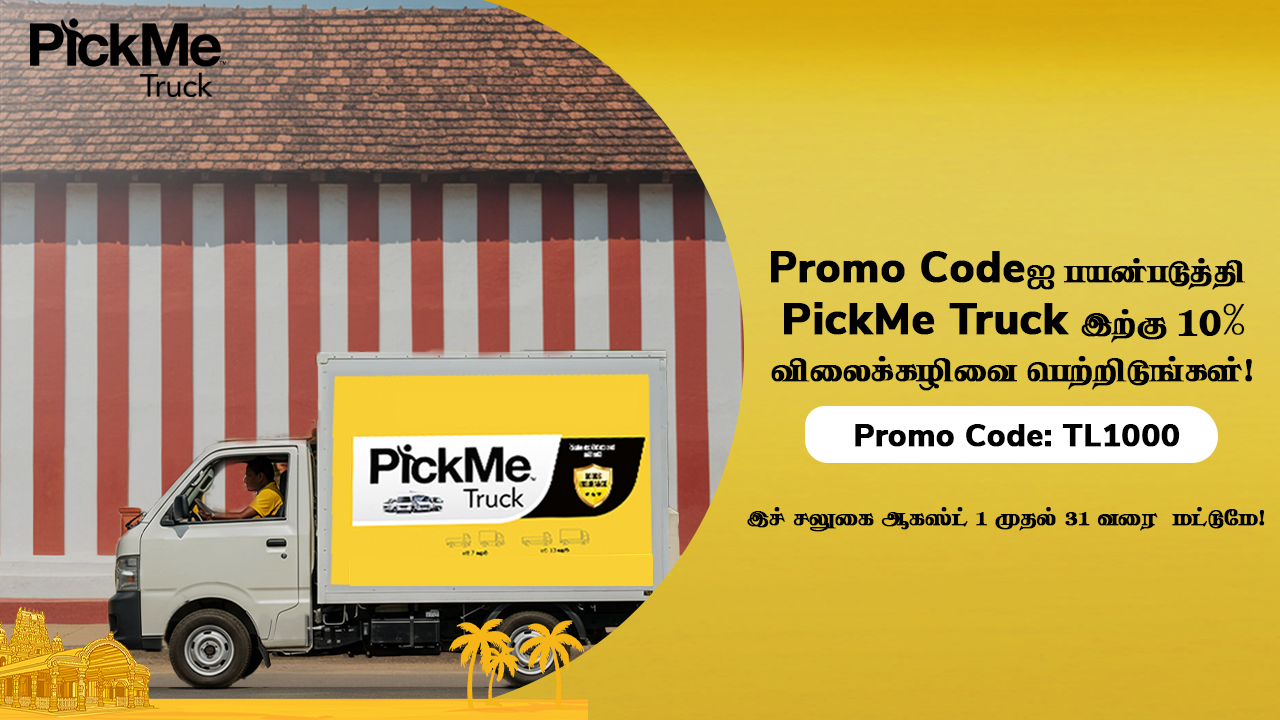 PickMe
Truck
Promo Codeஐ பயன்படுத்தி
PickMe Truck இற்கு 10%
விலைக்கழிவை பெற்றிடுங்கள்!
Promo Code: TL1000
இச் சலுகை ஆகஸ்ட் 1 முதல் 31 வரை மட்டுமே!
PickMe
Truck